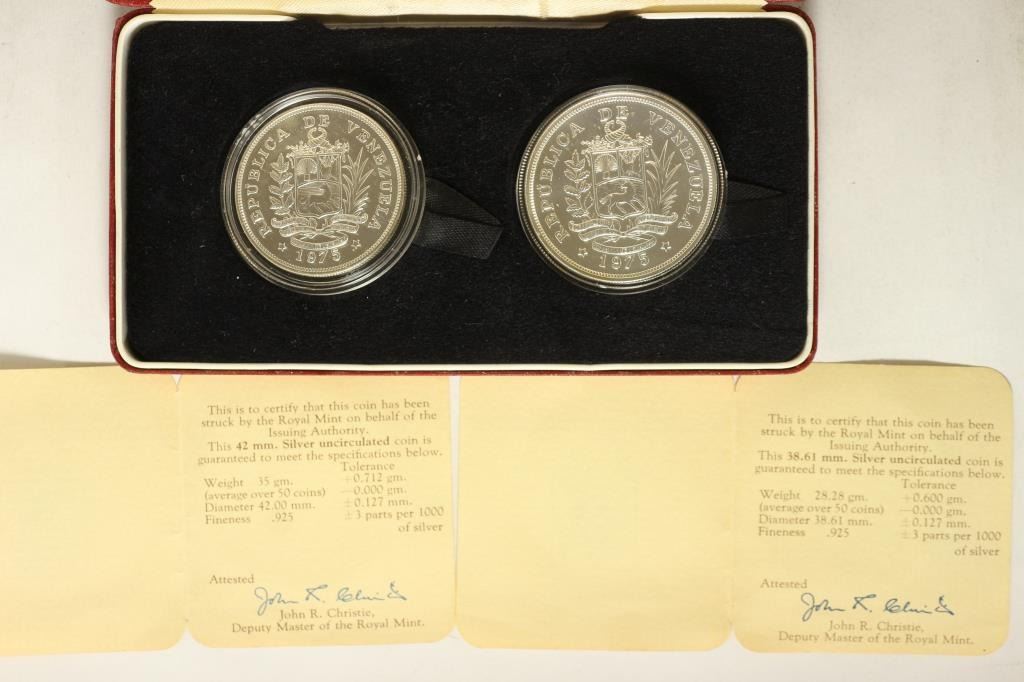 REPÚBLICA DE VENEZUELA
1975
REPÚBLICA DE VENEZUELA
1975
This is to certify that this coin has been
struck by the Royal Mint on behalf of the
Issuing Authority.
This 42 mm. Silver uncirculated coin is
guaranteed to meet the specifications below.
Tolerance
Weight 35 gm. +0.712 gm.
(average over 50 coins) —0.000 gm.
Diameter 42.00 mm. ±0.127 mm.
Fineness .925 ±3 parts per 1000
of silver
Attested
John R. Christie
John R. Christie,
Deputy Master of the Royal Mint.
This is to certify that this coin has been
struck by the Royal Mint on behalf of the
Issuing Authority.
This 38.61 mm. Silver uncirculated coin is
guaranteed to meet the specifications below.
Tolerance
Weight 28.28 gm. +0.600 gm.
(average over 50 coins) —0.000 gm.
Diameter 38.61 mm. ±0.127 mm.
Fineness .925 ±3 parts per 1000
of silver
Attested
John R. Christie
John R. Christie,
Deputy Master of the Royal Mint.